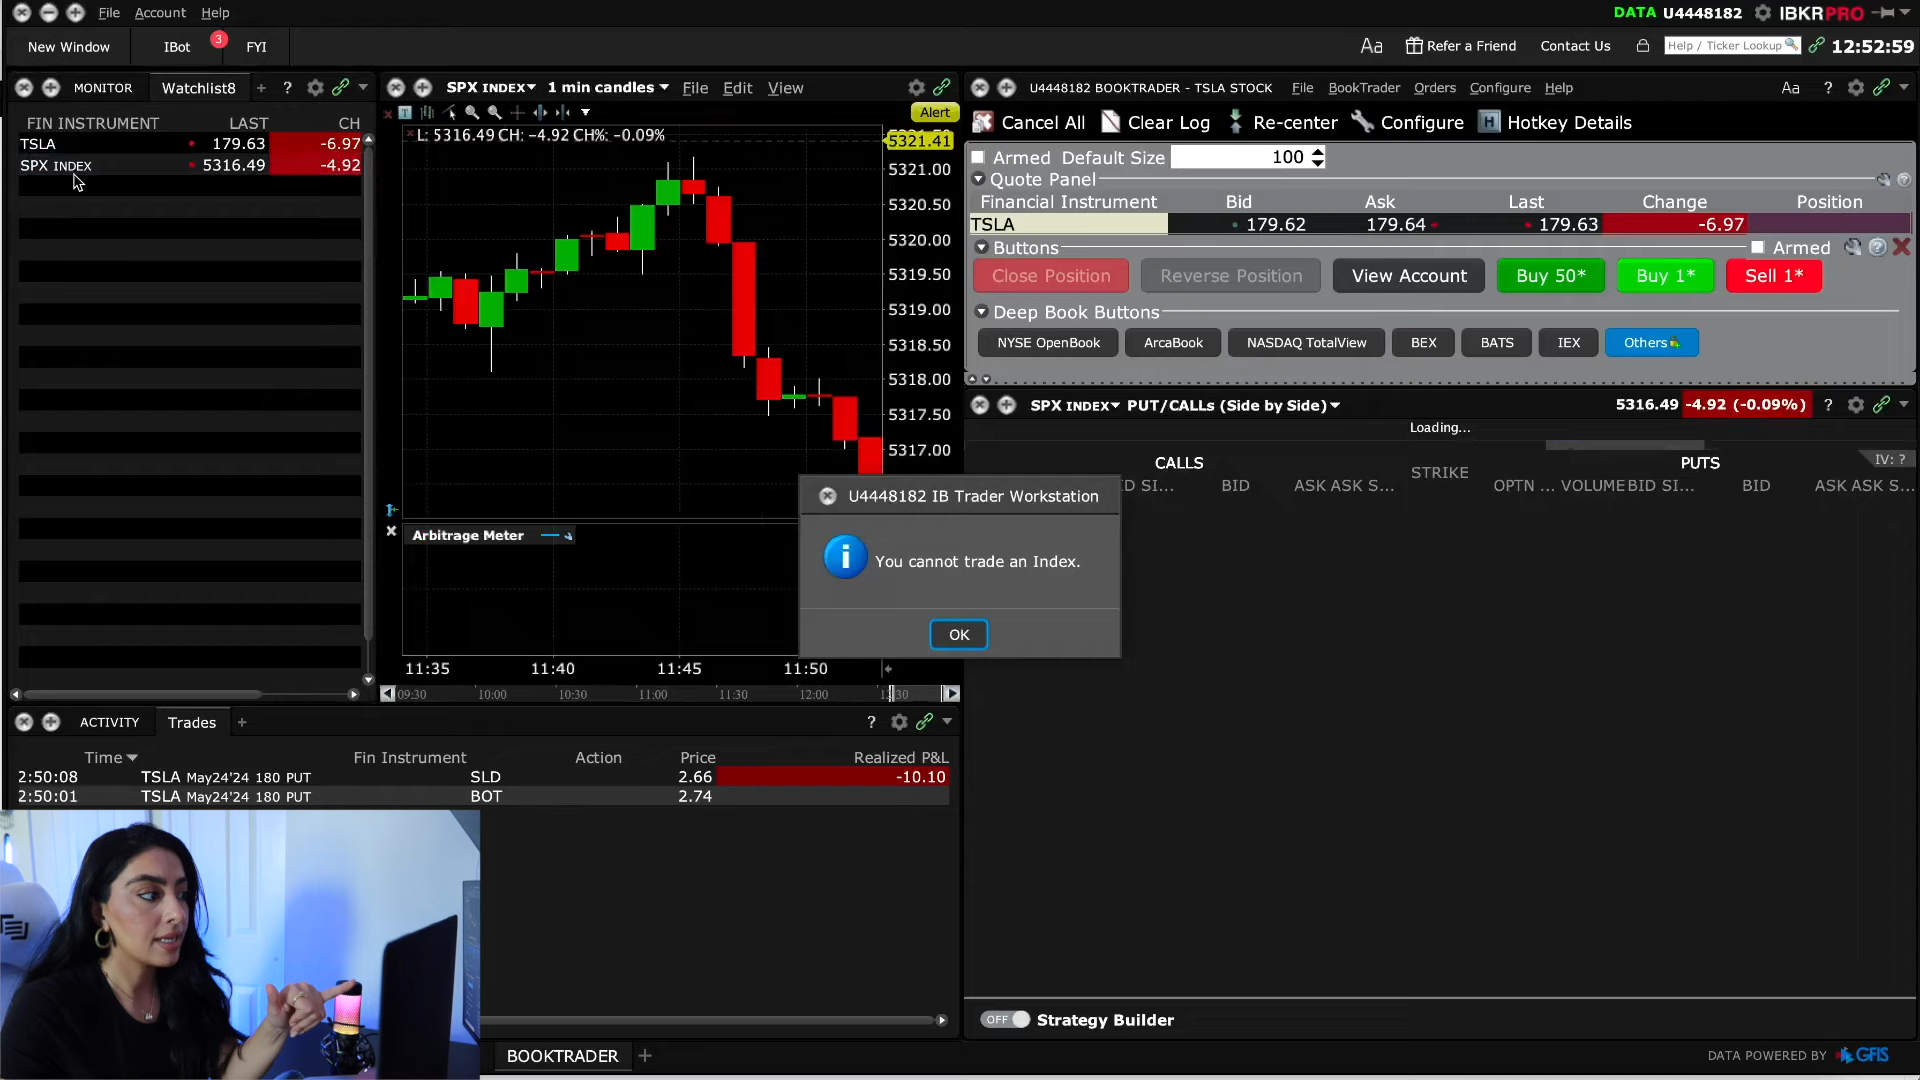 File Account Help
DATA U4448182 IBKRPRO
New Window IBot 3 FYI
Aa Refer a Friend Contact Us Help / Ticker Lookup 12:52:59
MONITOR Watchlist8 + ?
FIN INSTRUMENT LAST CH
TSLA 179.63 -6.97
SPX INDEX 5316.49 -4.92
SPX INDEX 1 min candles File Edit View
Alert
L: 5316.49 CH: −4.92 CH%: −0.09%
5321.41
5321.00
5320.50
5320.00
5319.50
5319.00
5318.50
5318.00
5317.50
5317.00
Arbitrage Meter
11:35 11:40 11:45 11:50
09:30 10:00 10:30 11:00 11:30 12:00
U4448182 BOOKTRADER - TSLA STOCK File BookTrader Orders Configure Help Aa ?
Cancel All Clear Log Re-center Configure H Hotkey Details
Armed Default Size 100
Quote Panel
Financial Instrument Bid Ask Last Change Position
TSLA 179.62 179.64 179.63 -6.97
Buttons Armed
Close Position Reverse Position View Account Buy 50* Buy 1* Sell 1*
Deep Book Buttons
NYSE OpenBook ArcaBook NASDAQ TotalView BEX BATS IEX Others
SPX INDEX PUT/CALLs (Side by Side) 5316.49 -4.92 (-0.09%) ?
Loading...
CALLS STRIKE PUTS IV: ?
D SI... BID ASK ASK S... OPTN ... VOLUME BID SI... BID ASK ASK S...
U4448182 IB Trader Workstation
You cannot trade an Index.
OK
ACTIVITY Trades + ?
Time Fin Instrument Action Price Realized P&L
2:50:08 TSLA May24'24 180 PUT SLD 2.66 -10.10
2:50:01 TSLA May24'24 180 PUT BOT 2.74
OFF Strategy Builder
BOOKTRADER +
DATA POWERED BY GFIS